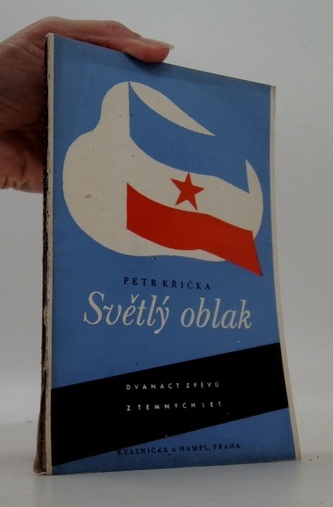 PETR KŘIČKA
Světlý oblak
DVANÁCT ZPĚVŮ
Z TEMNÝCH LET
KVASNIČKA A HAMPL, PRAHA